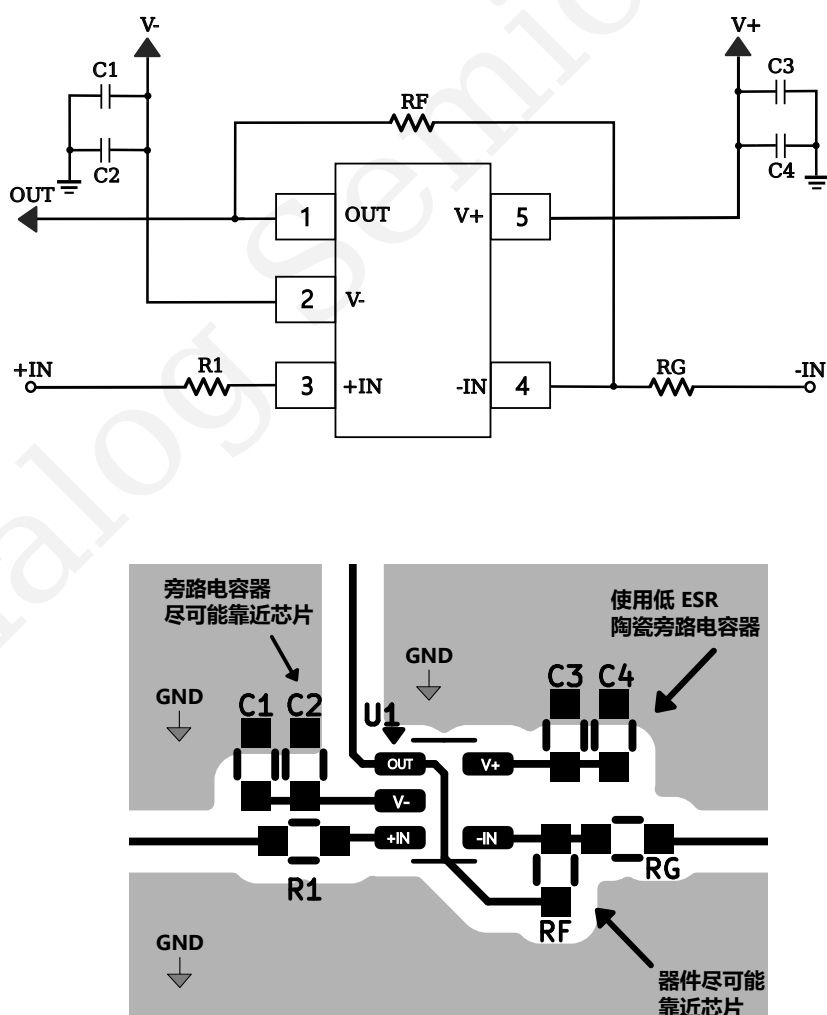 V-
V+
C1
C3
RF
C2
C4
OUT
1
OUT
V+
5
2
V-
+IN
R1
3
+IN
-IN
4
RG
-IN
alog Semic
旁路电容器
尽可能靠近芯片
使用低 ESR
陶瓷旁路电容器
GND
GND
C1
C2
U1
C3
C4
OUT
V+
V-
+IN
-IN
R1
RG
RF
GND
器件尽可能
靠近芯片